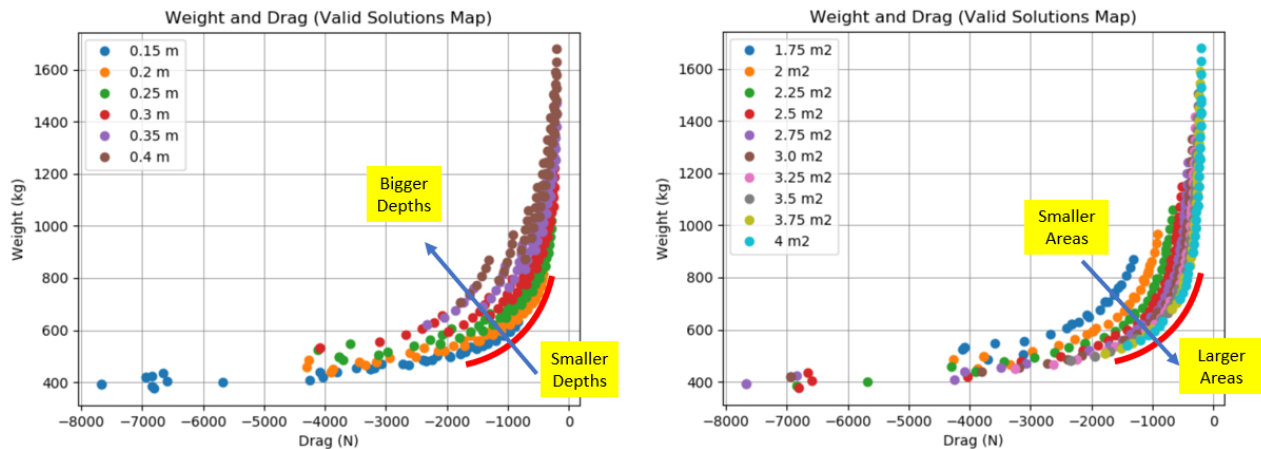 Weight and Drag (Valid Solutions Map)
Weight (kg)
1600
1400
1200
1000
800
600
400
0.15 m
0.2 m
0.25 m
0.3 m
0.35 m
0.4 m
Bigger
Depths
Smaller
Depths
−8000 −7000 −6000 −5000 −4000 −3000 −2000 −1000 0
Drag (N)
Weight and Drag (Valid Solutions Map)
Weight (kg)
1600
1400
1200
1000
800
600
400
1.75 m2
2 m2
2.25 m2
2.5 m2
2.75 m2
3.0 m2
3.25 m2
3.5 m2
3.75 m2
4 m2
Smaller
Areas
Larger
Areas
−8000 −7000 −6000 −5000 −4000 −3000 −2000 −1000 0
Drag (N)